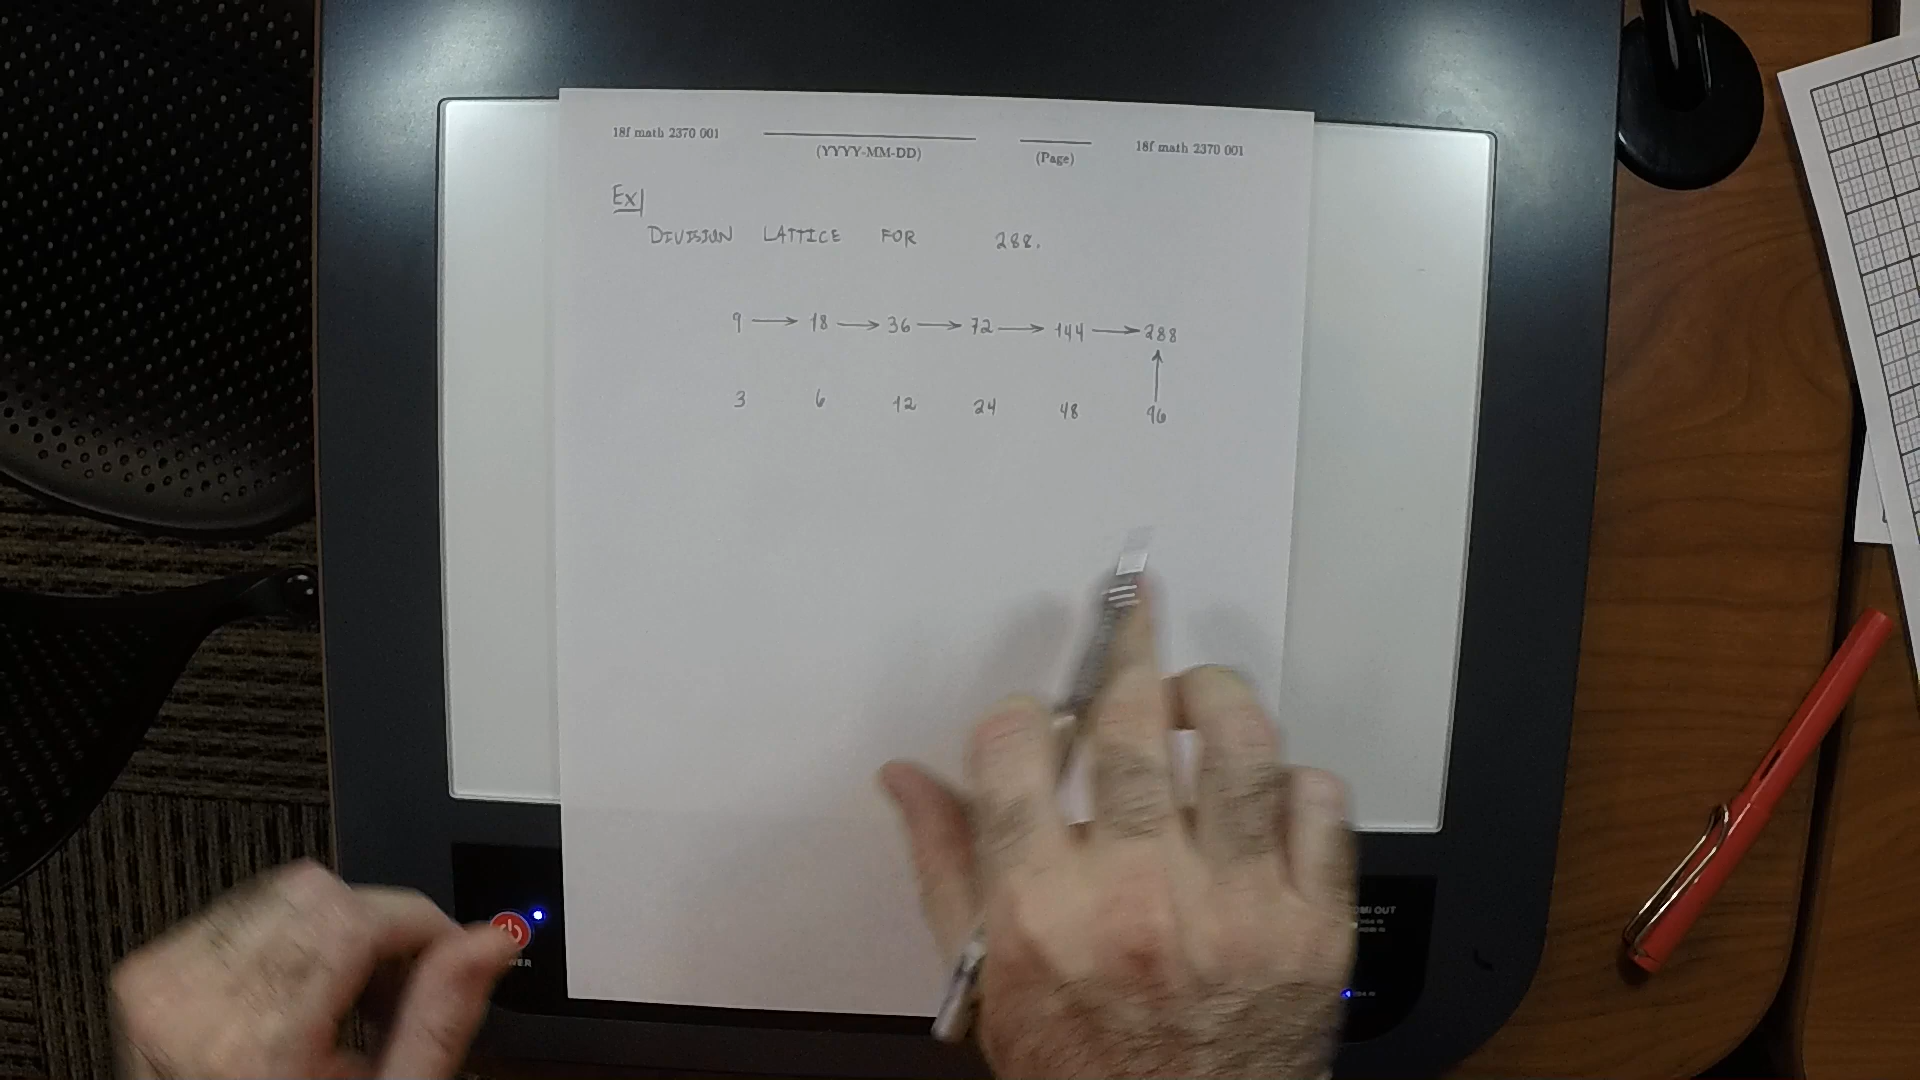 18f math 2370 001 (YYYY-MM-DD) (Page) 18f math 2370 001
Ex
DIVISION LATTICE FOR 288.
9 → 18 → 36 → 72 → 144 → 288
↑
3 6 12 24 48 96